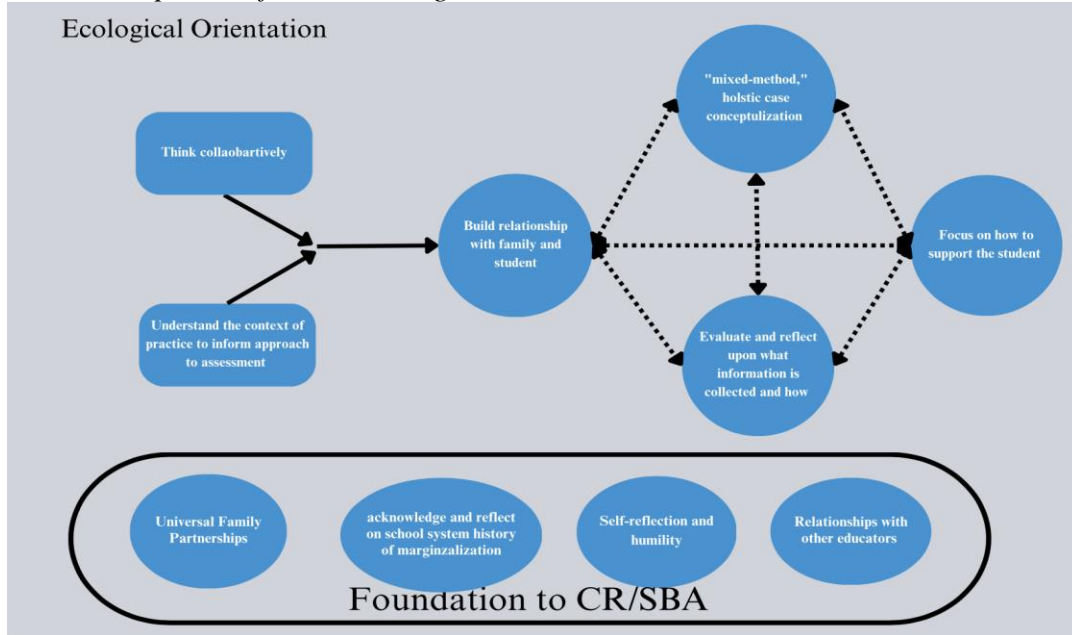 Ecological Orientation
"mixed-method,"
holstic case
conceptulization
Think collaobartively
Build relationship
with family and
student
Focus on how to
support the student
Understand the context of
practice to inform approach
to assessment
Evaluate and reflect
upon what
information is
collected and how
Universal Family
Partnerships
acknowledge and reflect
on school system history
of marginzalization
Self-reflection and
humility
Relationships with
other educators
Foundation to CR/SBA